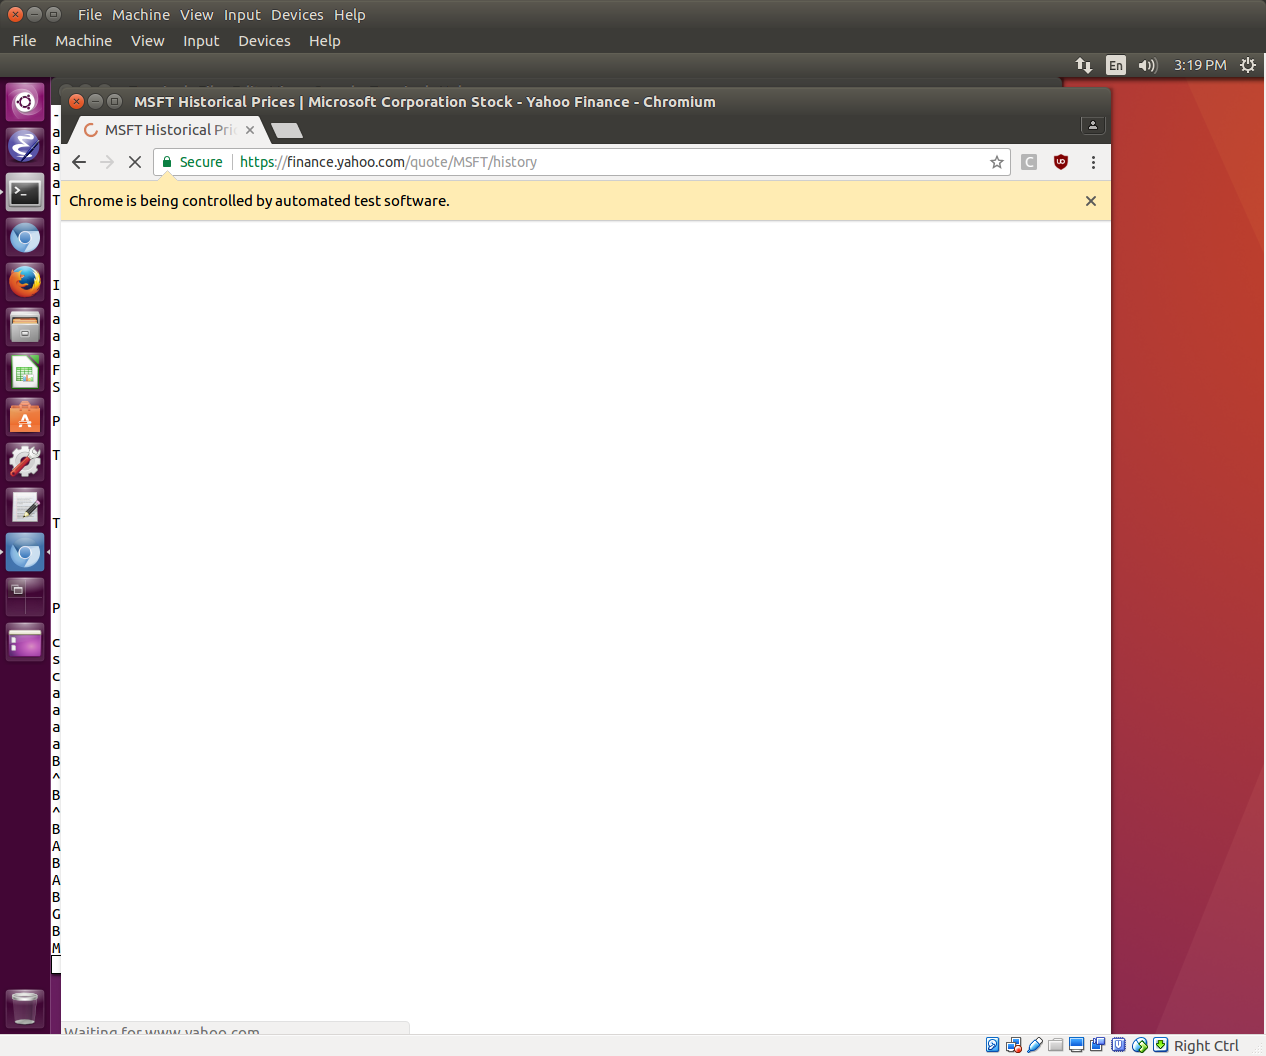 File Machine View Input Devices Help
File Machine View Input Devices Help
En 3:19 PM
MSFT Historical Prices | Microsoft Corporation Stock - Yahoo Finance - Chromium
MSFT Historical Pri
Secure https://finance.yahoo.com/quote/MSFT/history
C
Chrome is being controlled by automated test software.
-
a
a
a
a
T
I
a
a
a
a
F
S
P
T
T
P
c
s
c
a
a
a
a
B
^
B
^
B
A
B
A
B
G
B
M
Waiting for www.yahoo.com
Right Ctrl